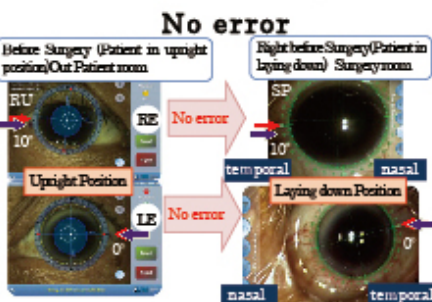 No error
Before Surgery (Patient in upright
position)Out Patient room
Right before Surgery(Patient in
laying down) Surgery room
RU
RE
No error
SP
10°
10°
temporal
nasal
Upright Position
Laying down Position
LE
No error
0°
0°
nasal
temporal